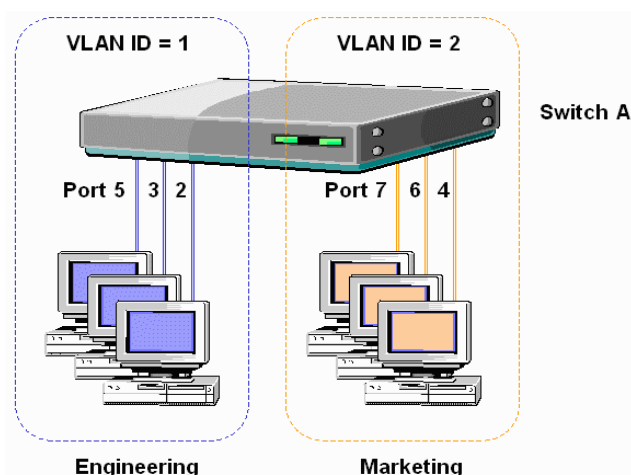 VLAN ID = 1
VLAN ID = 2
Switch A
Port 5 3 2
Port 7 6 4
Engineering
Marketing